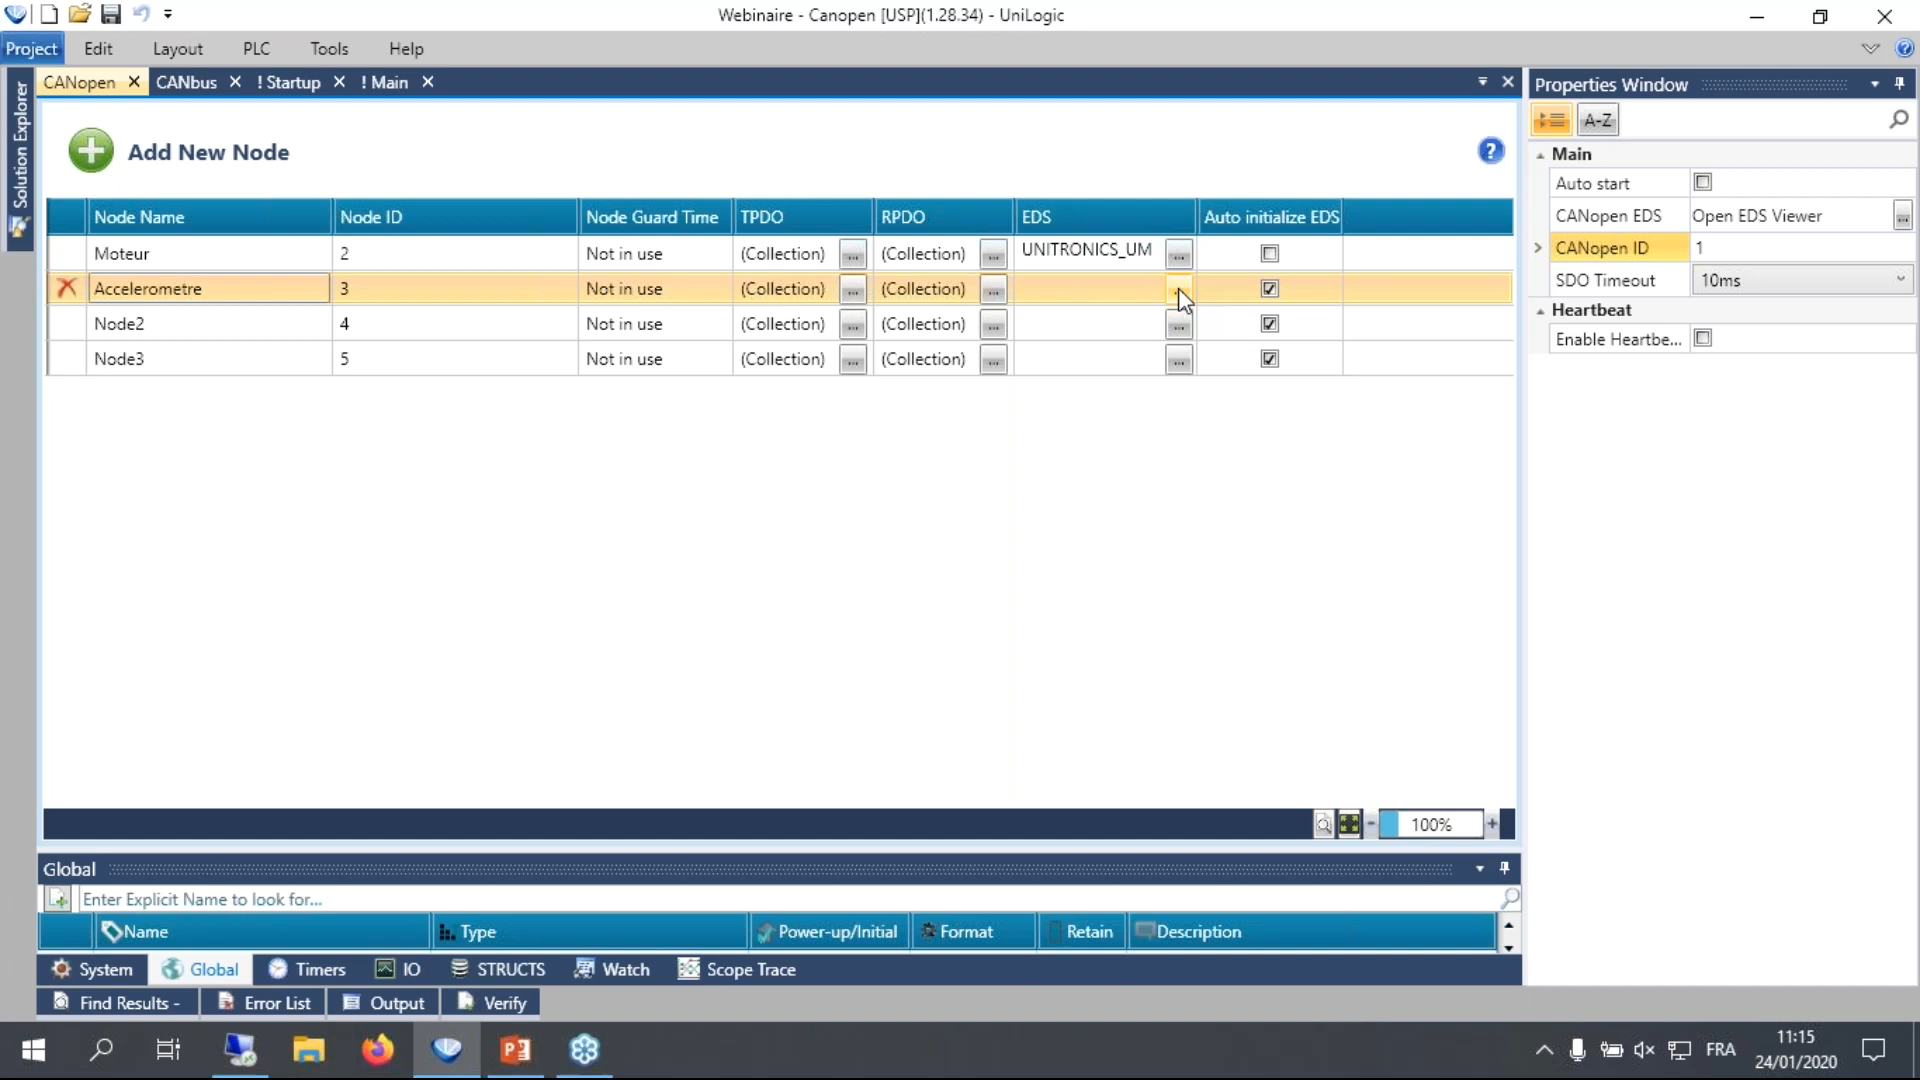 Webinaire - Canopen [USP](1.28.34) - UniLogic
Project Edit Layout PLC Tools Help
Solution Explorer
CANopen CANbus ! Startup ! Main
Add New Node
Node Name Node ID Node Guard Time TPDO RPDO EDS Auto initialize EDS
Moteur 2 Not in use (Collection) ... (Collection) ... UNITRONICS_UM ...
Accelerometre 3 Not in use (Collection) ... (Collection) ...
Node2 4 Not in use (Collection) ... (Collection) ... ...
Node3 5 Not in use (Collection) ... (Collection) ... ...
100%
Properties Window
A-Z
Main
Auto start
CANopen EDS Open EDS Viewer ...
CANopen ID 1
SDO Timeout 10ms
Heartbeat
Enable Heartbe...
Global
Enter Explicit Name to look for...
Name Type Power-up/Initial Format Retain Description
System Global Timers IO STRUCTS Watch Scope Trace
Find Results - Error List Output Verify
FRA
11:15
24/01/2020